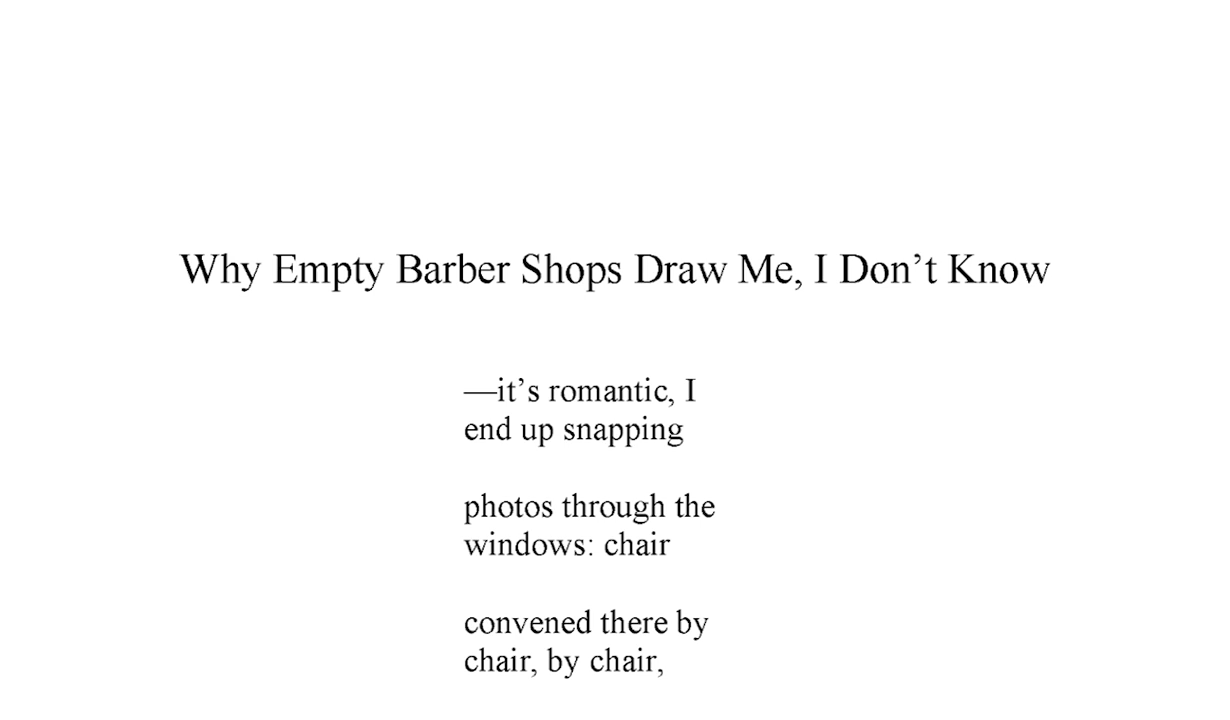 Why Empty Barber Shops Draw Me, I Don’t Know
—it’s romantic, I
end up snapping
photos through the
windows: chair
convened there by
chair, by chair,